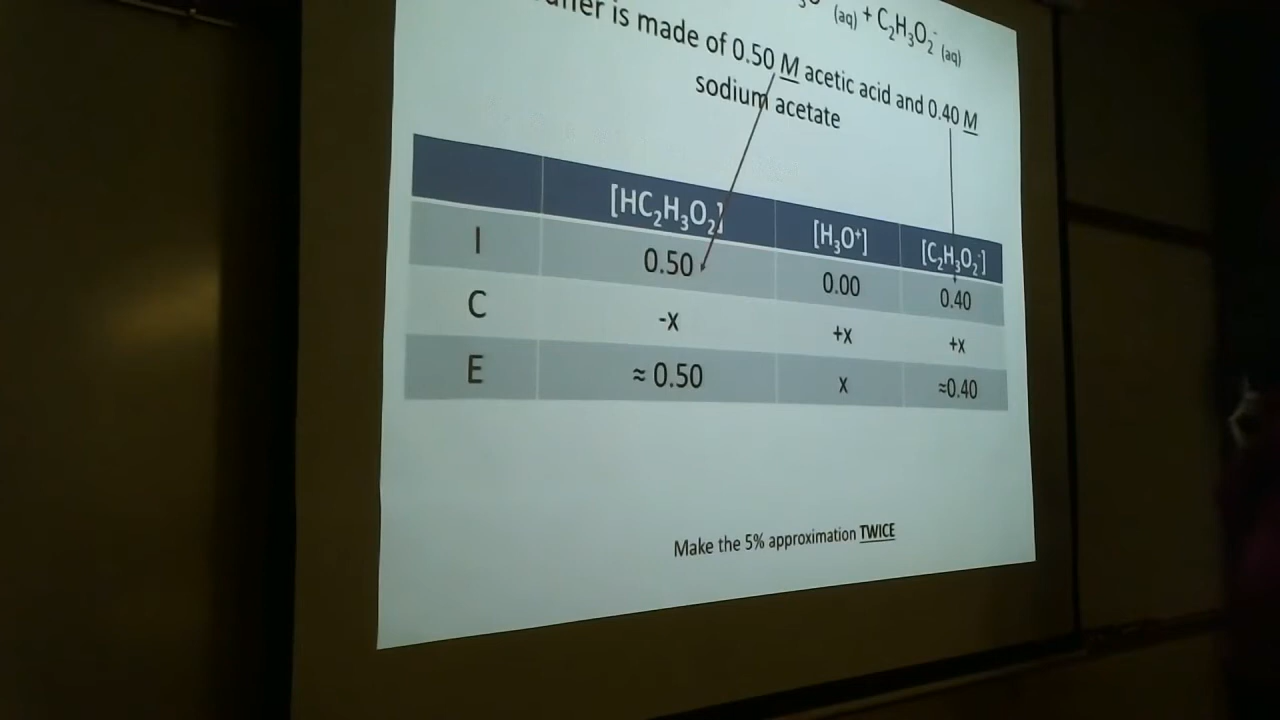 (aq) + C₂H₃O₂⁻ (aq)
is made of 0.50 M acetic acid and 0.40 M
sodium acetate
[HC₂H₃O₂] [H₃O⁺] [C₂H₃O₂⁻]
I 0.50 0.00 0.40
C -x +x +x
E ≈ 0.50 x ≈0.40
Make the 5% approximation TWICE